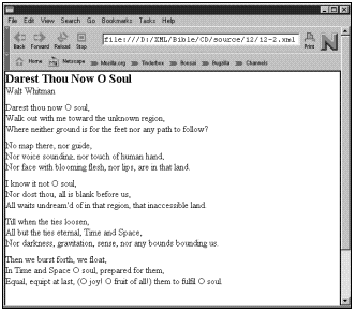 File Edit View Search Go Bookmarks Tasks Help
Back Forward Reload Stop file:///D:/XML/Bible/CD/source/12/12-2.xml Print
Home Netscape Mozilla.org Tinderbox Bonsai Bugzilla Channels
Darest Thou Now O Soul
Walt Whitman
Darest thou now O soul,
Walk out with me toward the unknown region,
Where neither ground is for the feet nor any path to follow?
No map there, nor guide,
Nor voice sounding, nor touch of human hand,
Nor face with blooming flesh, nor lips, are in that land.
I know it not O soul,
Nor dost thou, all is blank before us,
All waits undream'd of in that region, that inaccessible land.
Till when the ties loosen,
All but the ties eternal, Time and Space,
Nor darkness, gravitation, sense, nor any bounds bounding us.
Then we burst forth, we float,
In Time and Space O soul, prepared for them,
Equal, equipt at last, (O joy! O fruit of all!) them to fulfil O soul.